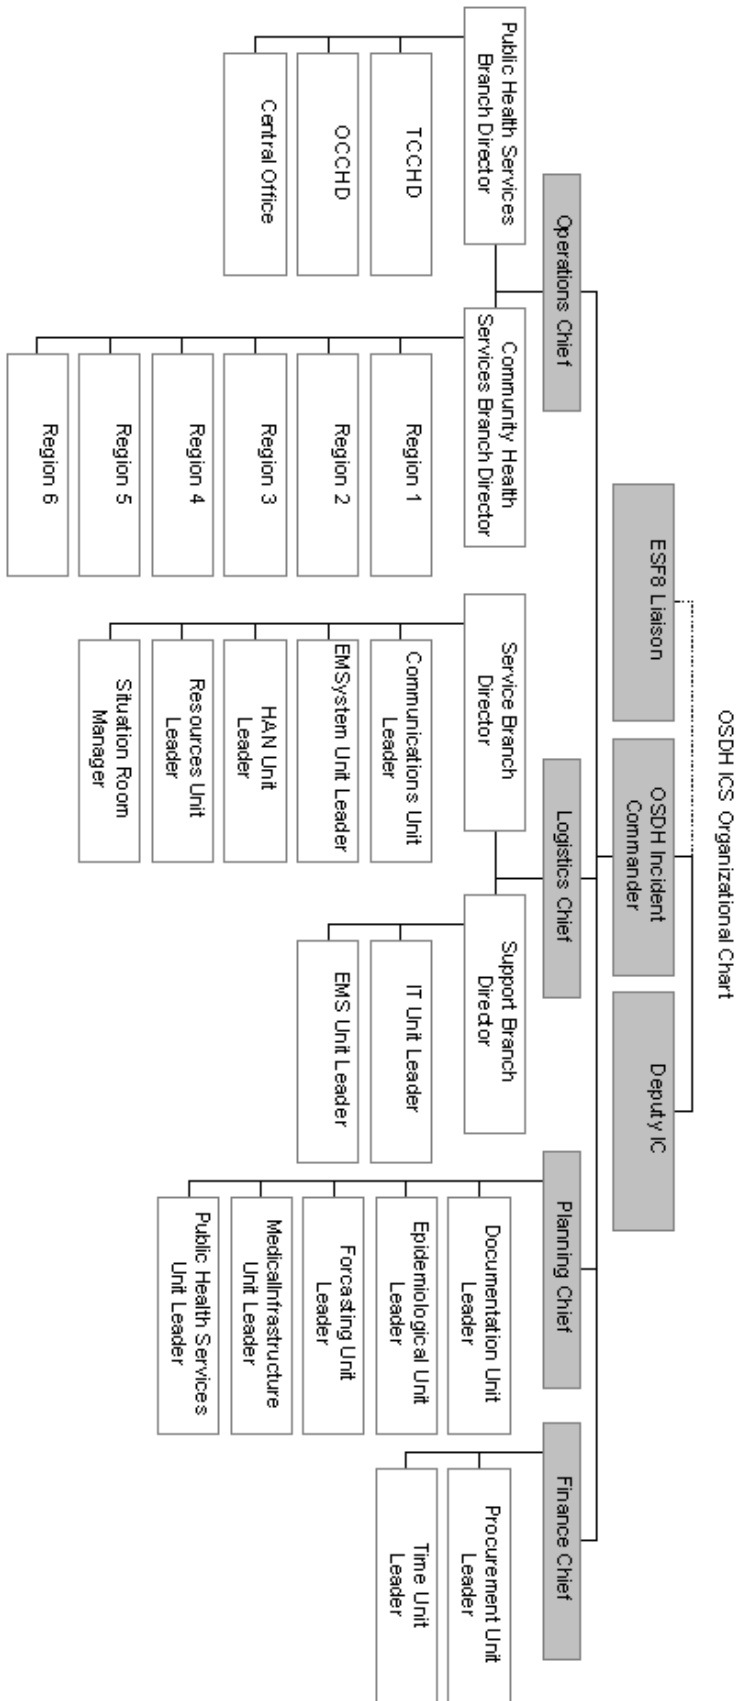 OSDH ICS Organizational Chart
ESF8 Liaison
OSDH Incident
Commander
Deputy IC
Operations Chief
Logistics Chief
Planning Chief
Finance Chief
Public Health Services
Branch Director
TCCHD
OCCHD
Central Office
Community Health
Services Branch Director
Region 1
Region 2
Region 3
Region 4
Region 5
Region 6
Service Branch
Director
Communications Unit
Leader
EMSystem Unit Leader
HAN Unit
Leader
Resources Unit
Leader
Situation Room
Manager
Support Branch
Director
IT Unit Leader
EMS Unit Leader
Documentation Unit
Leader
Epidemiological Unit
Leader
Forcasting Unit
Leader
MedicalInfrastructure
Unit Leader
Public Health Services
Unit Leader
Procurement Unit
Leader
Time Unit
Leader